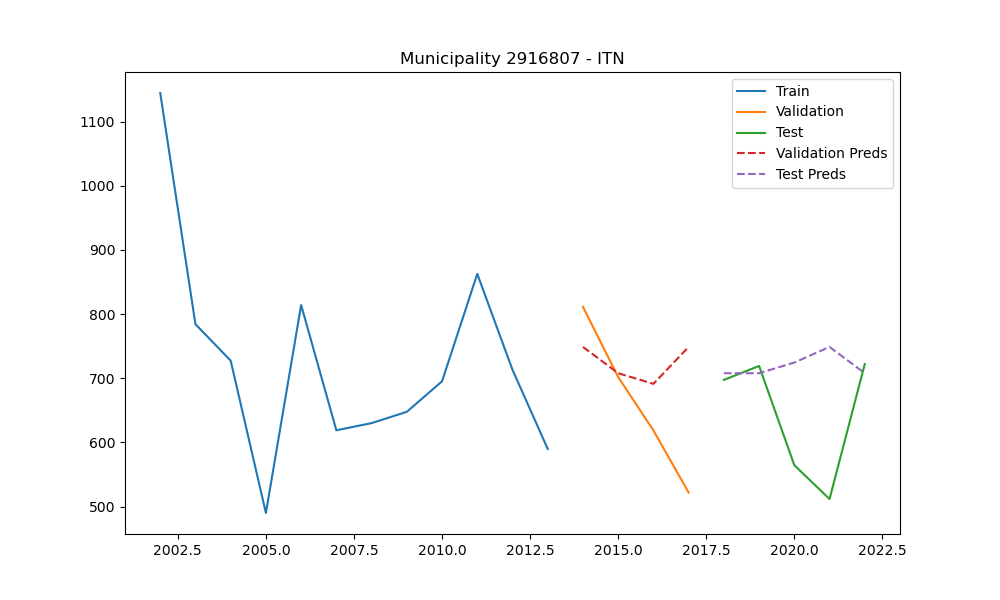 Municipality 2916807 - ITN
Train
Validation
Test
Validation Preds
Test Preds
1100
1000
900
800
700
600
500
2002.5 2005.0 2007.5 2010.0 2012.5 2015.0 2017.5 2020.0 2022.5